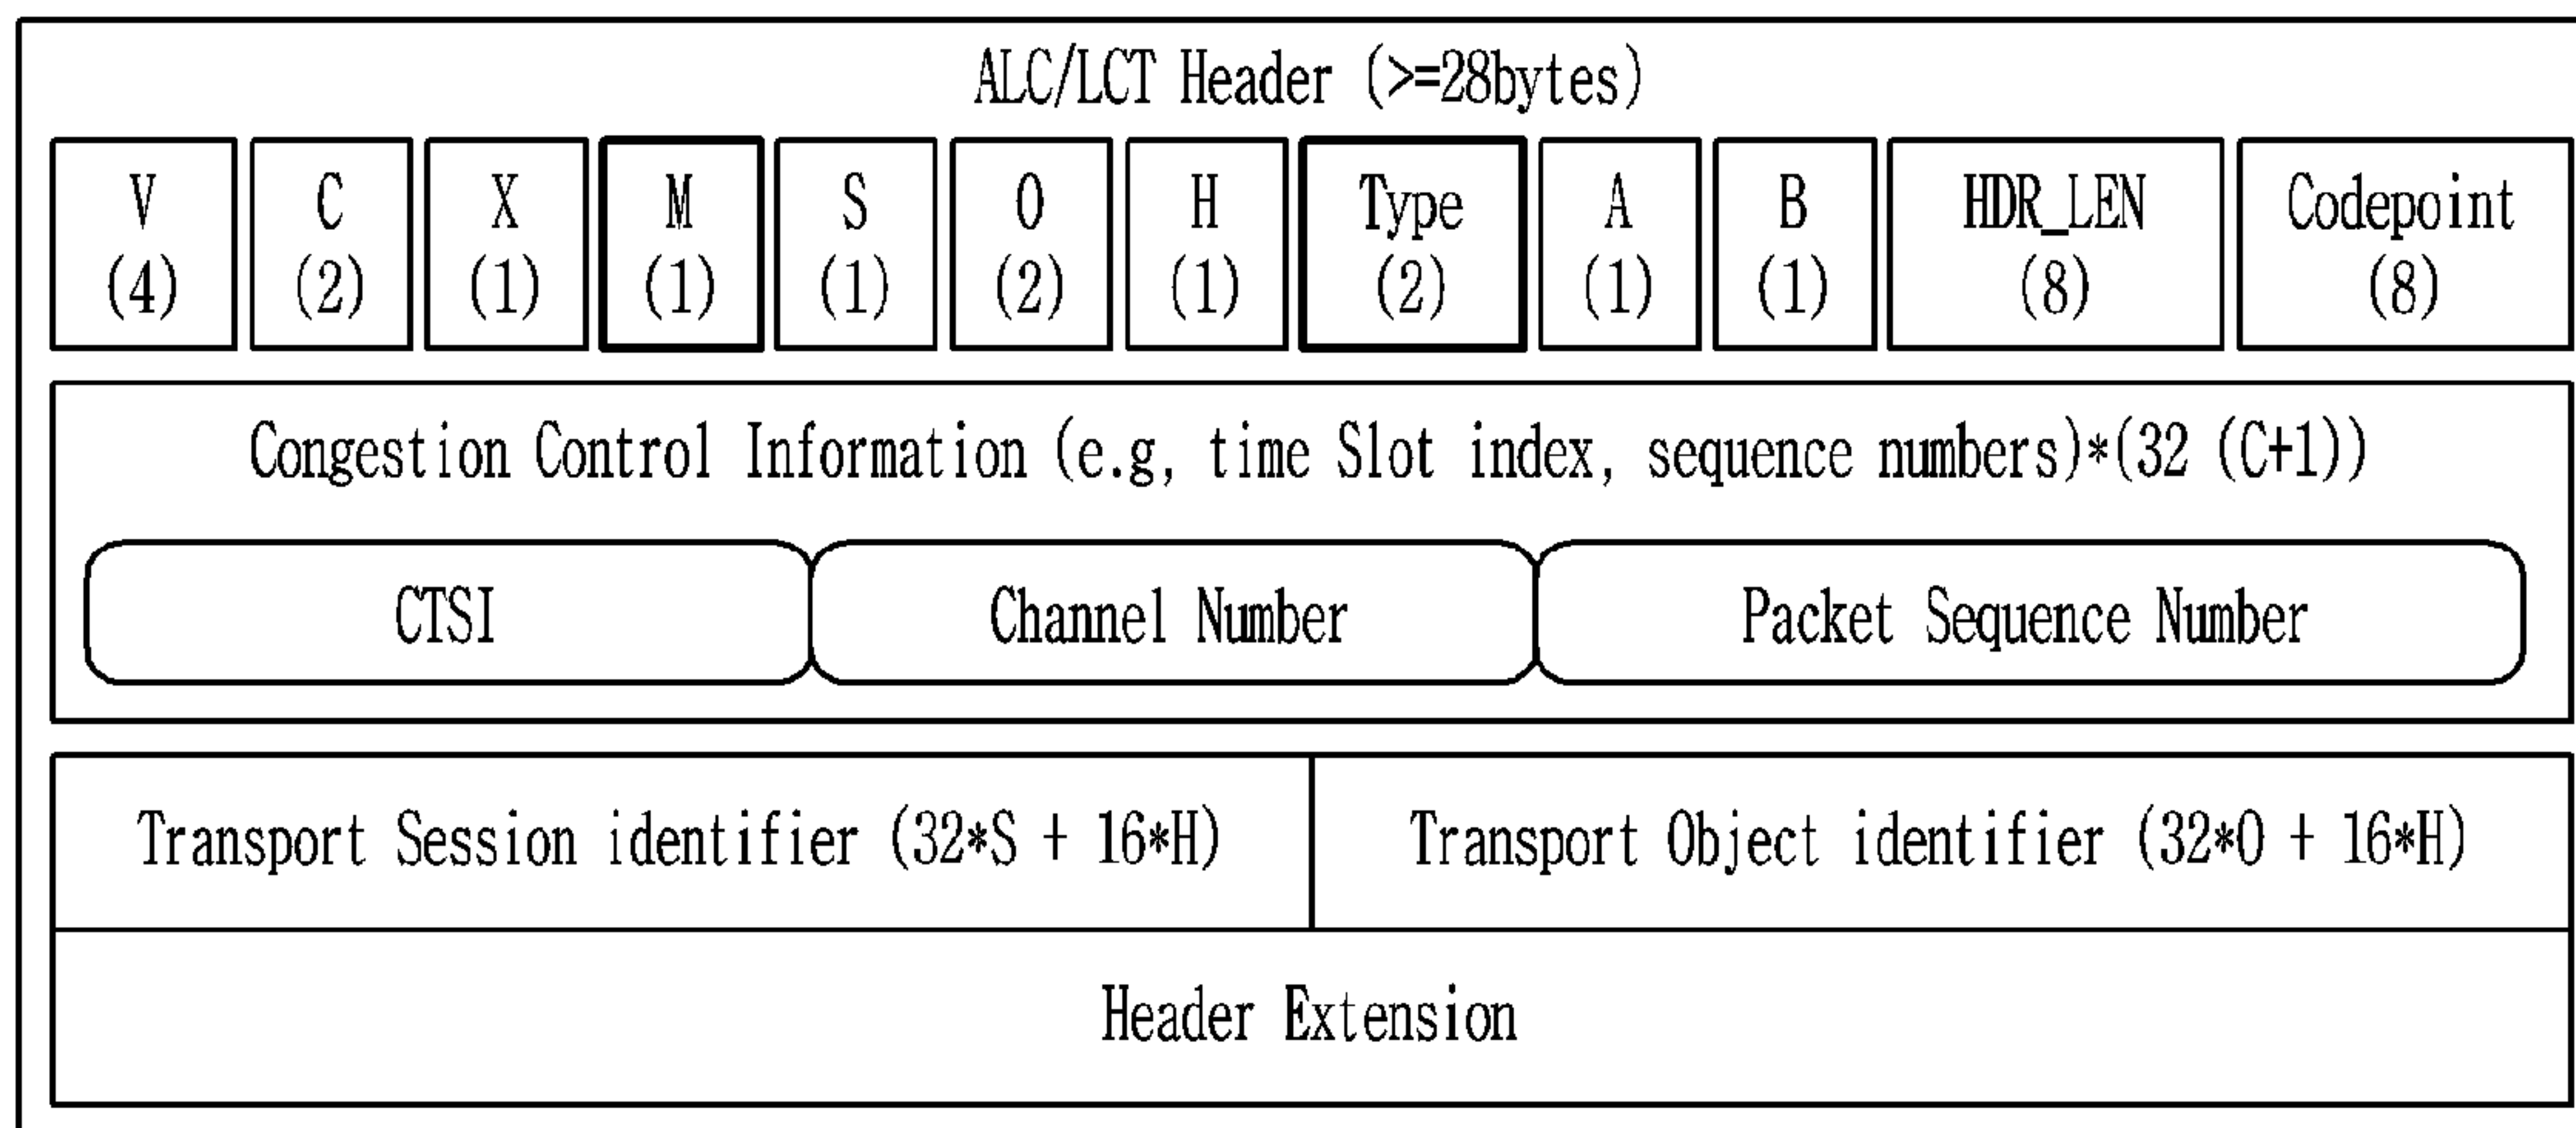 ALC/LCT Header (>=28bytes)
V C X M S O H Type A B HDR_LEN Codepoint
(4) (2) (1) (1) (1) (2) (1) (2) (1) (1) (8) (8)
Congestion Control Information (e.g, time Slot index, sequence numbers)*(32 (C+1))
CTSI Channel Number Packet Sequence Number
Transport Session identifier (32*S + 16*H) Transport Object identifier (32*O + 16*H)
Header Extension